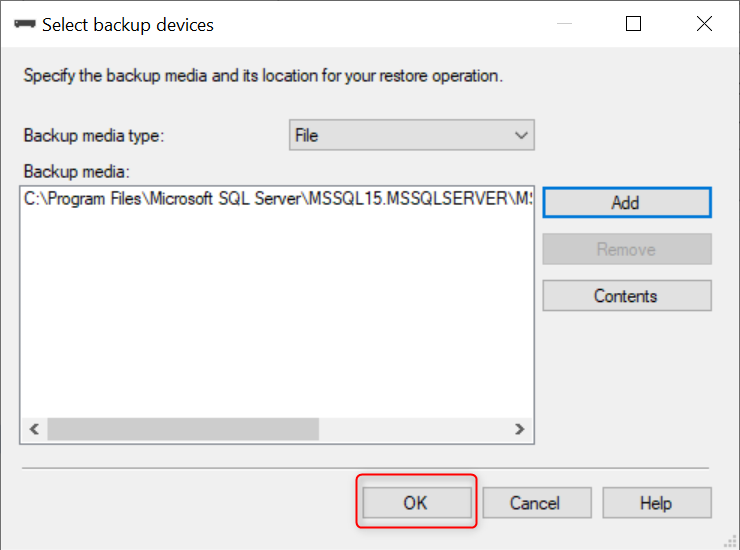 Select backup devices
Specify the backup media and its location for your restore operation.
Backup media type:
File
Backup media:
C:\Program Files\Microsoft SQL Server\MSSQL15.MSSQLSERVER\MS
Add
Remove
Contents
OK
Cancel
Help